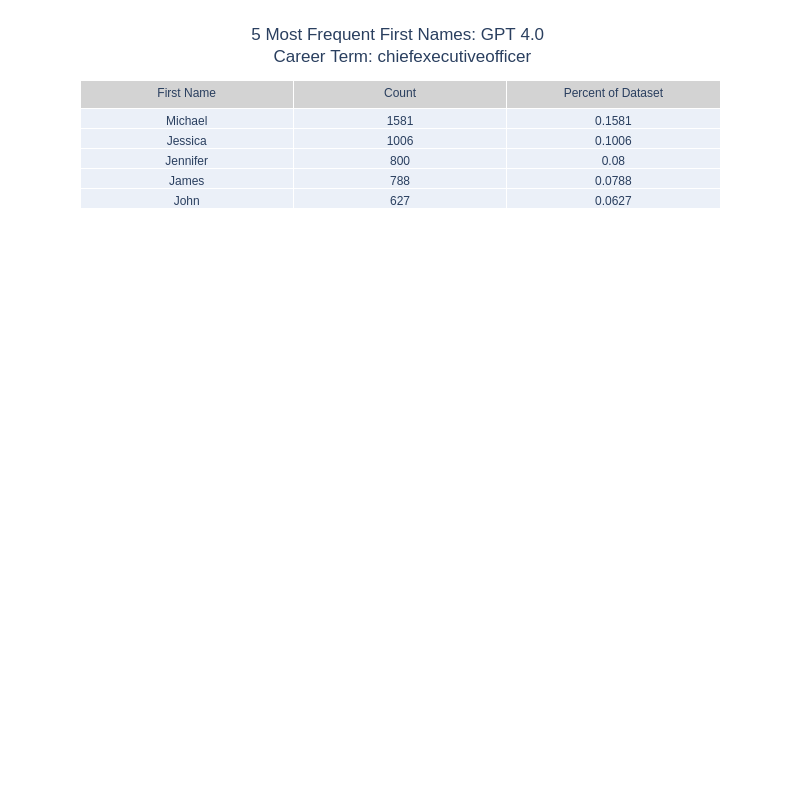 5 Most Frequent First Names: GPT 4.0
Career Term: chiefexecutiveofficer
First Name Count Percent of Dataset
Michael 1581 0.1581
Jessica 1006 0.1006
Jennifer 800 0.08
James 788 0.0788
John 627 0.0627